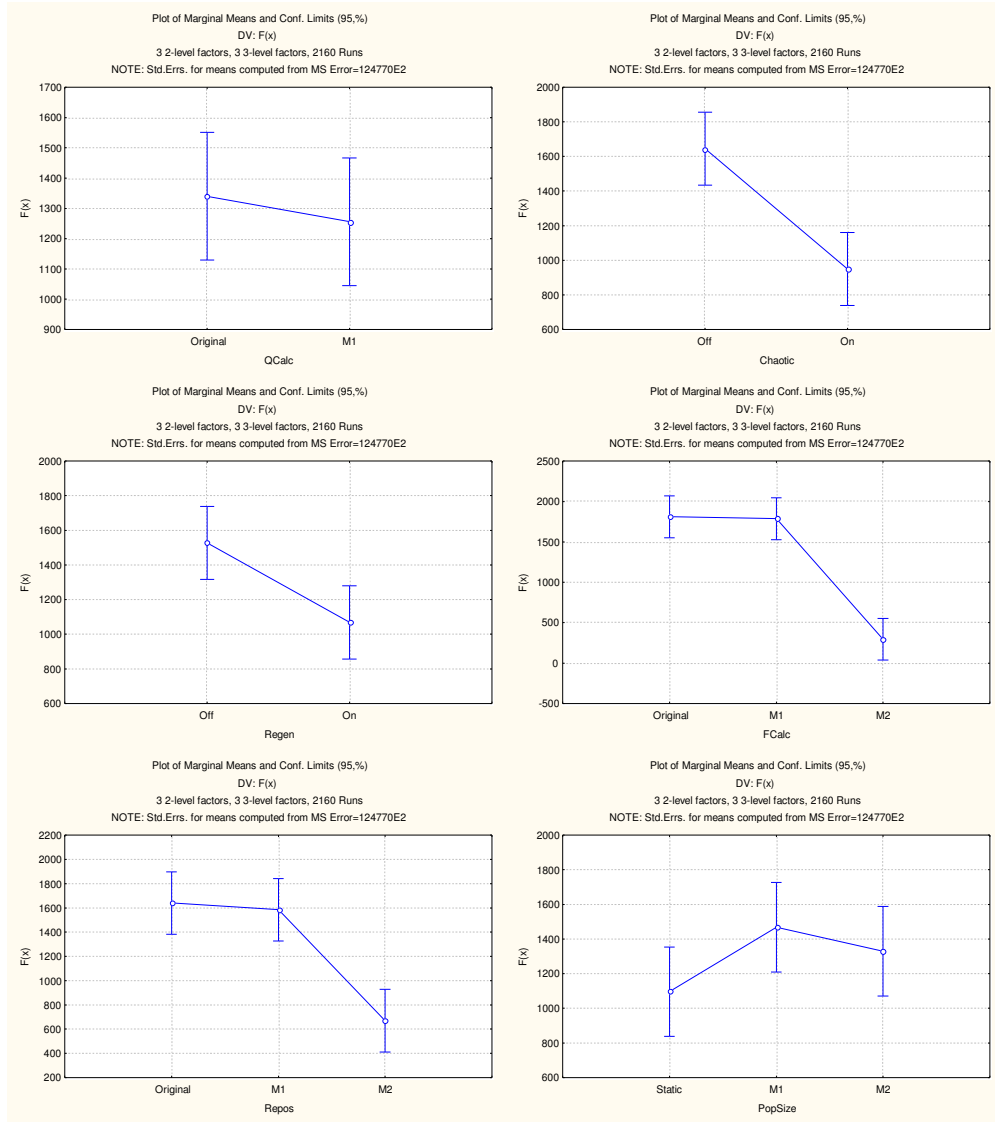 Plot of Marginal Means and Conf. Limits (95,%)
DV: F(x)
3 2-level factors, 3 3-level factors, 2160 Runs
NOTE: Std.Errs. for means computed from MS Error=124770E2
1700
1600
1500
1400
1300
1200
1100
1000
900
F(x)
Original M1
QCalc
Plot of Marginal Means and Conf. Limits (95,%)
DV: F(x)
3 2-level factors, 3 3-level factors, 2160 Runs
NOTE: Std.Errs. for means computed from MS Error=124770E2
2000
1800
1600
1400
1200
1000
800
600
F(x)
Off On
Chaotic
Plot of Marginal Means and Conf. Limits (95,%)
DV: F(x)
3 2-level factors, 3 3-level factors, 2160 Runs
NOTE: Std.Errs. for means computed from MS Error=124770E2
2000
1800
1600
1400
1200
1000
800
600
F(x)
Off On
Regen
Plot of Marginal Means and Conf. Limits (95,%)
DV: F(x)
3 2-level factors, 3 3-level factors, 2160 Runs
NOTE: Std.Errs. for means computed from MS Error=124770E2
2500
2000
1500
1000
500
0
-500
F(x)
Original M1 M2
FCalc
Plot of Marginal Means and Conf. Limits (95,%)
DV: F(x)
3 2-level factors, 3 3-level factors, 2160 Runs
NOTE: Std.Errs. for means computed from MS Error=124770E2
2200
2000
1800
1600
1400
1200
1000
800
600
400
200
F(x)
Original M1 M2
Repos
Plot of Marginal Means and Conf. Limits (95,%)
DV: F(x)
3 2-level factors, 3 3-level factors, 2160 Runs
NOTE: Std.Errs. for means computed from MS Error=124770E2
2000
1800
1600
1400
1200
1000
800
600
F(x)
Static M1 M2
PopSize